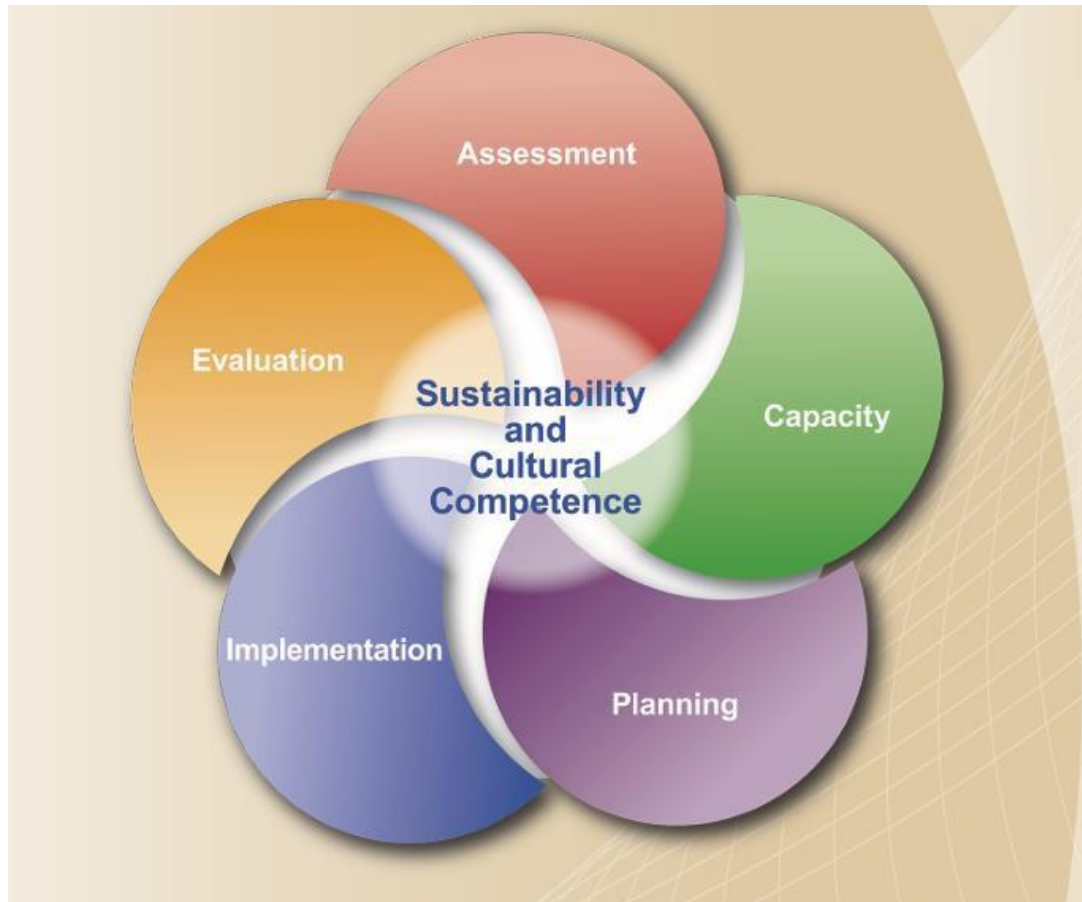 Assessment
Capacity
Planning
Implementation
Evaluation
Sustainability
and
Cultural
Competence